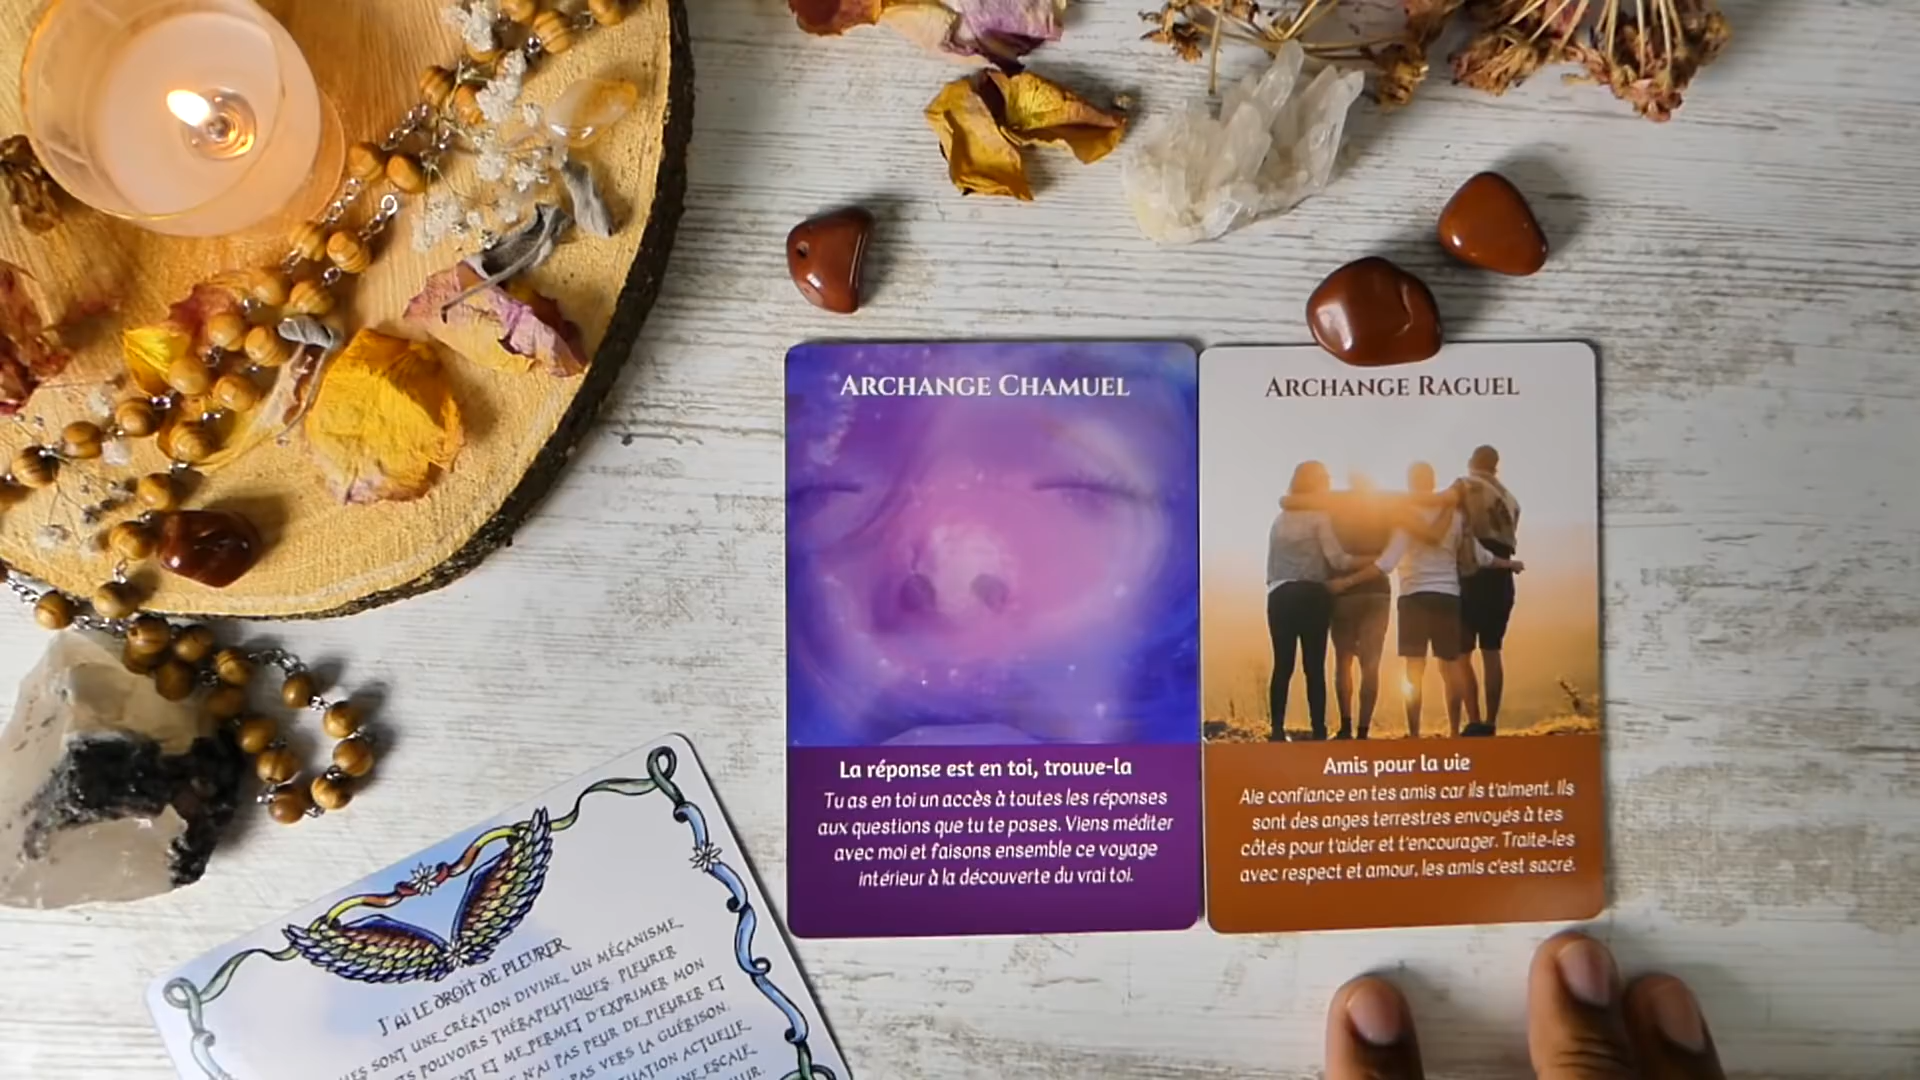 ARCHANGE CHAMUEL
La réponse est en toi, trouve-la
Tu as en toi un accès à toutes les réponses
aux questions que tu te poses. Viens méditer
avec moi et faisons ensemble ce voyage
intérieur à la découverte du vrai toi.
ARCHANGE RAGUEL
Amis pour la vie
Aie confiance en tes amis car ils t'aiment. Ils
sont des anges terrestres envoyés à tes
côtés pour t'aider et t'encourager. Traite-les
avec respect et amour, les amis c'est sacré.
J'AI LE DROIT DE PLEURER
SONT UNE CRÉATION DIVINE, UN MÉCANISME
POUVOIRS THÉRAPEUTIQUES. PLEURER
ET ME PERMET D'EXPRIMER MON
N'AI PAS PEUR DE PLEURER ET
PAS VERS LA GUÉRISON.
ACTUELLE
ESCALE